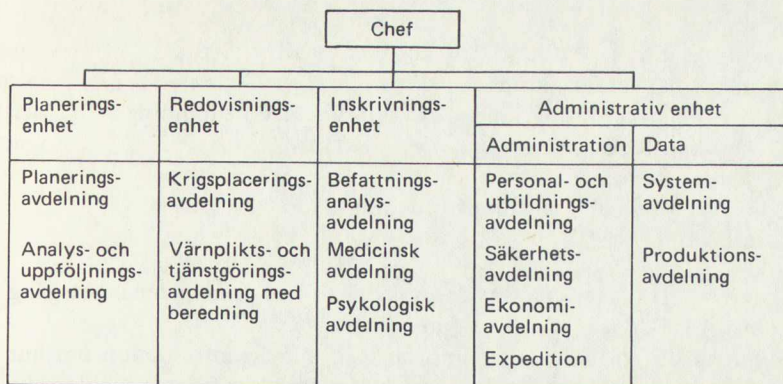 Chef
Planerings-
enhet
Redovisnings-
enhet
Inskrivnings-
enhet
Administrativ enhet
Administration
Data
Planerings-
avdelning
Analys- och
uppföljnings-
avdelning
Krigsplacerings-
avdelning
Värnplikts- och
tjänstgörings-
avdelning med
beredning
Befattnings-
analys-
avdelning
Medicinsk
avdelning
Psykologisk
avdelning
Personal- och
utbildnings-
avdelning
Säkerhets-
avdelning
Ekonomi-
avdelning
Expedition
System-
avdelning
Produktions-
avdelning